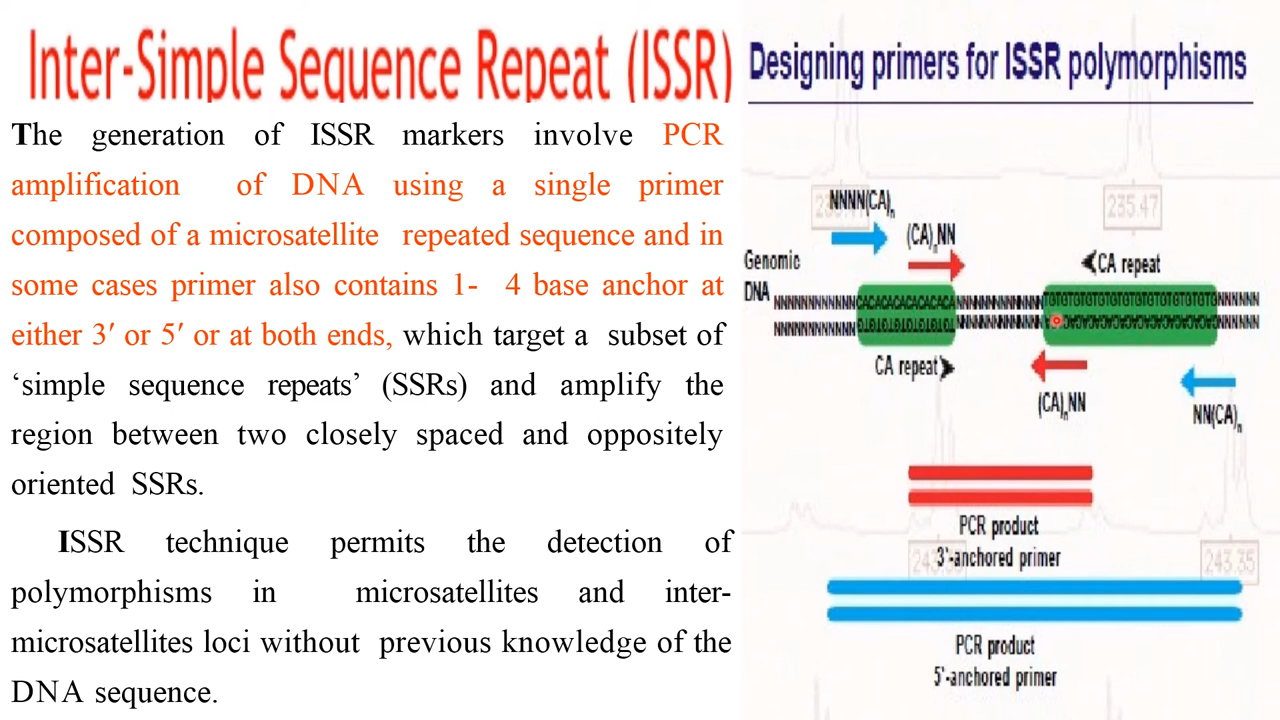 Inter-Simple Sequence Repeat (ISSR)
The generation of ISSR markers involve PCR
amplification of DNA using a single primer
composed of a microsatellite repeated sequence and in
some cases primer also contains 1- 4 base anchor at
either 3′ or 5′ or at both ends, which target a subset of
‘simple sequence repeats’ (SSRs) and amplify the
region between two closely spaced and oppositely
oriented SSRs.
ISSR technique permits the detection of
polymorphisms in microsatellites and inter-
microsatellites loci without previous knowledge of the
DNA sequence.
Designing primers for ISSR polymorphisms
235.47
NNNN(CA)n
(CA)nNN
Genomic
DNA
CA repeat
CA repeat
(CA)nNN
NN(CA)n
PCR product
3'-anchored primer
243.35
PCR product
5'-anchored primer